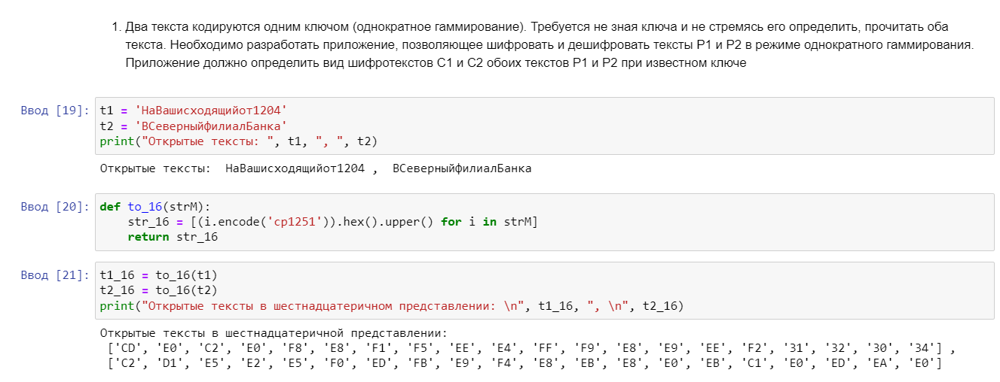 1. Два текста кодируются одним ключом (однократное гаммирование). Требуется не зная ключа и не стремясь его определить, прочитать оба
текста. Необходимо разработать приложение, позволяющее шифровать и дешифровать тексты P1 и P2 в режиме однократного гаммирования.
Приложение должно определить вид шифротекстов C1 и C2 обоих текстов P1 и P2 при известном ключе
Ввод [19]: t1 = 'НаВашисходящийот1204'
t2 = 'ВСеверныйфилиалБанка'
print("Открытые тексты: ", t1, ", ", t2)
Открытые тексты:  НаВашисходящийот1204 ,  ВСеверныйфилиалБанка
Ввод [20]: def to_16(strM):
    str_16 = [(i.encode('cp1251')).hex().upper() for i in strM]
    return str_16
Ввод [21]: t1_16 = to_16(t1)
t2_16 = to_16(t2)
print("Открытые тексты в шестнадцатеричном представлении: \n", t1_16, ", \n", t2_16)
Открытые тексты в шестнадцатеричной представлении:
['CD', 'E0', 'C2', 'E0', 'F8', 'E8', 'F1', 'F5', 'EE', 'E4', 'FF', 'F9', 'E8', 'E9', 'EE', 'F2', '31', '32', '30', '34'] ,
['C2', 'D1', 'E5', 'E2', 'E5', 'F0', 'ED', 'FB', 'E9', 'F4', 'E8', 'EB', 'E8', 'E0', 'EB', 'C1', 'E0', 'ED', 'EA', 'E0']